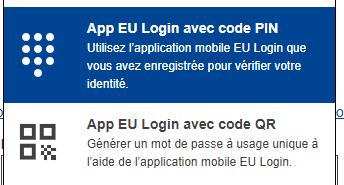 App EU Login avec code PIN
Utilisez l'application mobile EU Login que
vous avez enregistrée pour vérifier votre
identité.
App EU Login avec code QR
Générer un mot de passe à usage unique à
l'aide de l'application mobile EU Login.